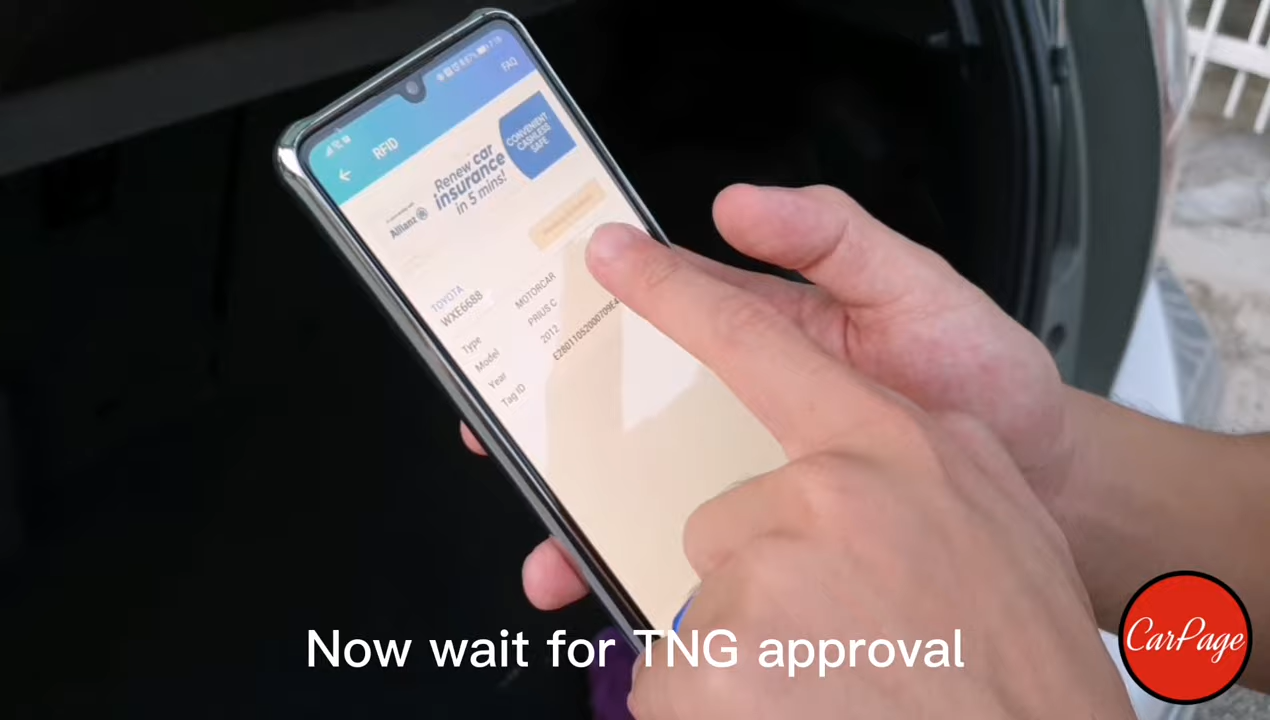 RFID
FAQ
Allianz
Renew car
insurance
in 5 mins!
CONVENIENT
CASHLESS
SAFE
TOYOTA
WXE6688
Type MOTORCAR
Model PRIUS C
Year 2012
Tag ID
Now wait for TNG approval
CarPage